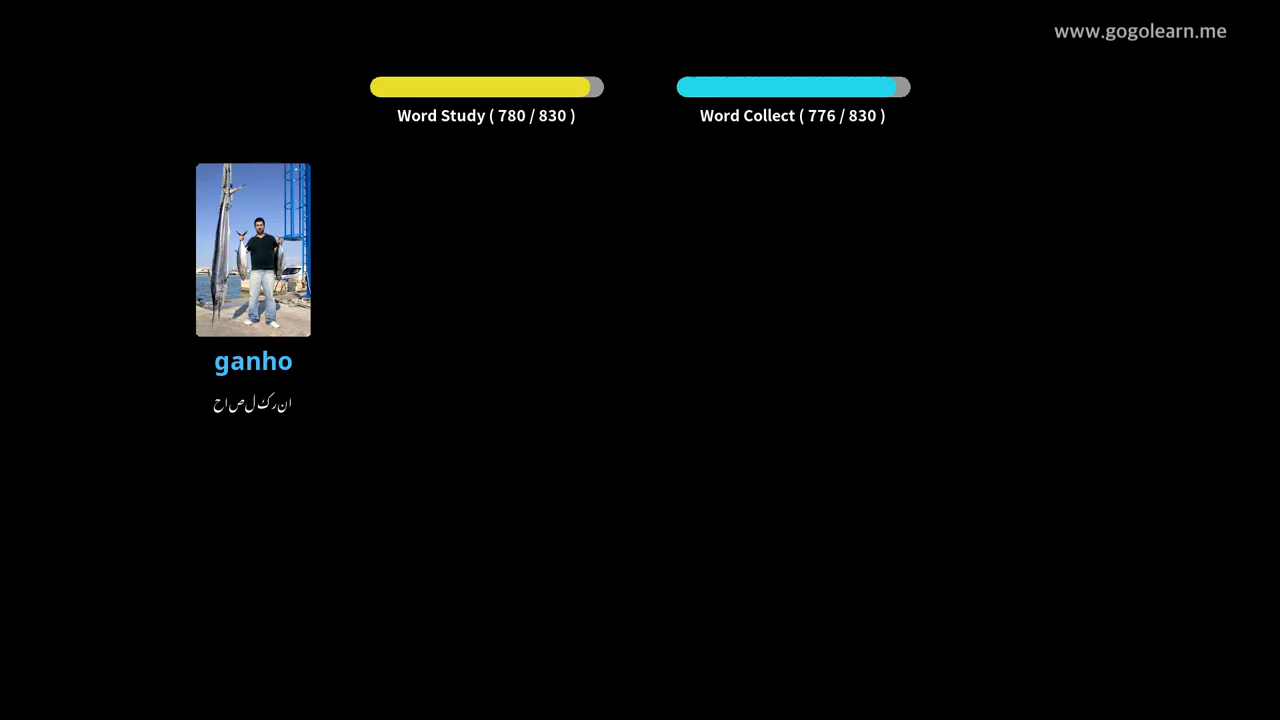 www.gogolearn.me
Word Study ( 780 / 830 )
Word Collect ( 776 / 830 )
ganho
حاصل کرنا